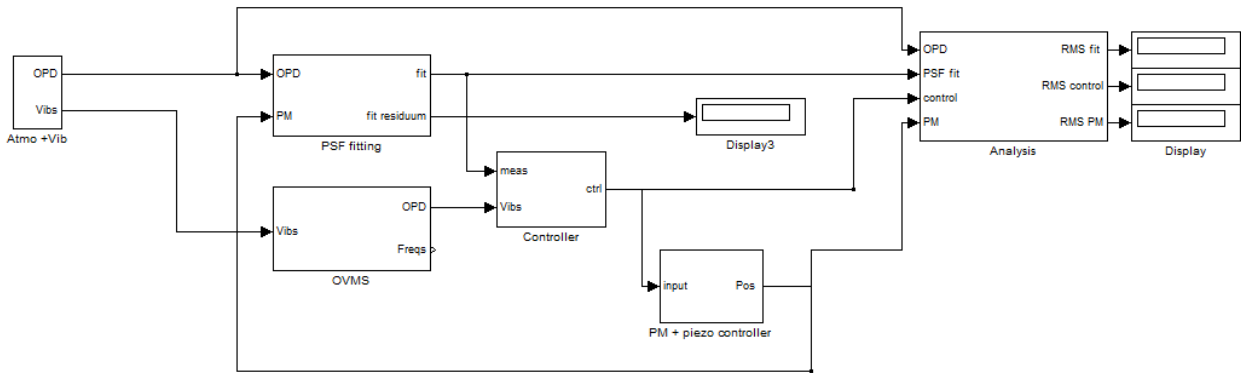 OPD
Vibs
Atmo +Vib
OPD
PM
fit
fit residuum
PSF fitting
Vibs
OPD
Freqs
OVMS
meas
Vibs
ctrl
Controller
Display3
input
Pos
PM + piezo controller
OPD
PSF fit
control
PM
RMS fit
RMS control
RMS PM
Analysis
Display